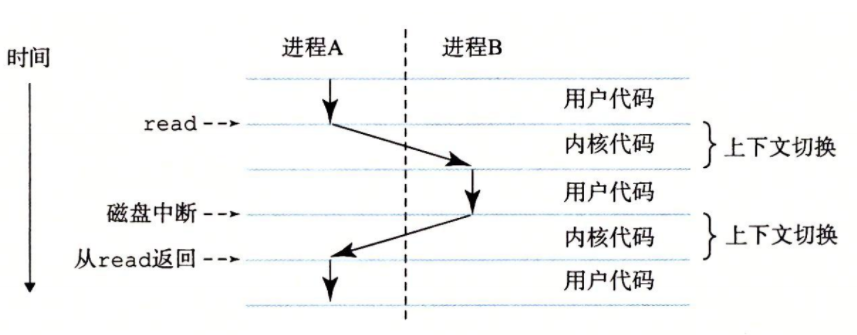 进程A
进程B
时间
用户代码
read
内核代码
上下文切换
用户代码
磁盘中断
内核代码
上下文切换
从read返回
用户代码